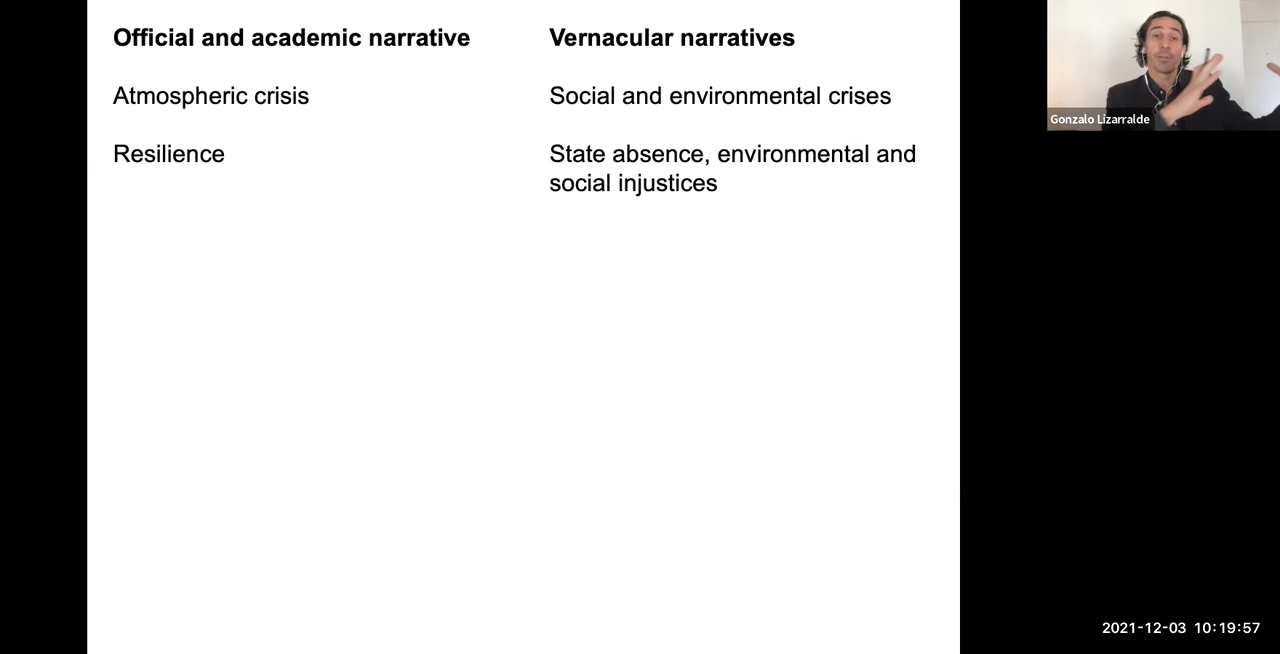 Official and academic narrative
Vernacular narratives
Atmospheric crisis
Social and environmental crises
Resilience
State absence, environmental and
social injustices
Gonzalo Lizarralde
2021-12-03 10:19:57